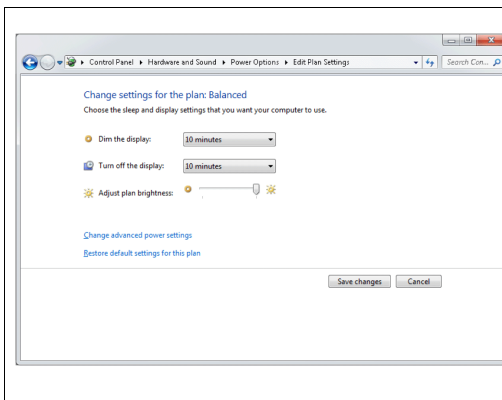 Control Panel ▸ Hardware and Sound ▸ Power Options ▸ Edit Plan Settings
Search Con...
Change settings for the plan: Balanced
Choose the sleep and display settings that you want your computer to use.
Dim the display: 10 minutes
Turn off the display: 10 minutes
Adjust plan brightness:
Change advanced power settings
Restore default settings for this plan
Save changes Cancel